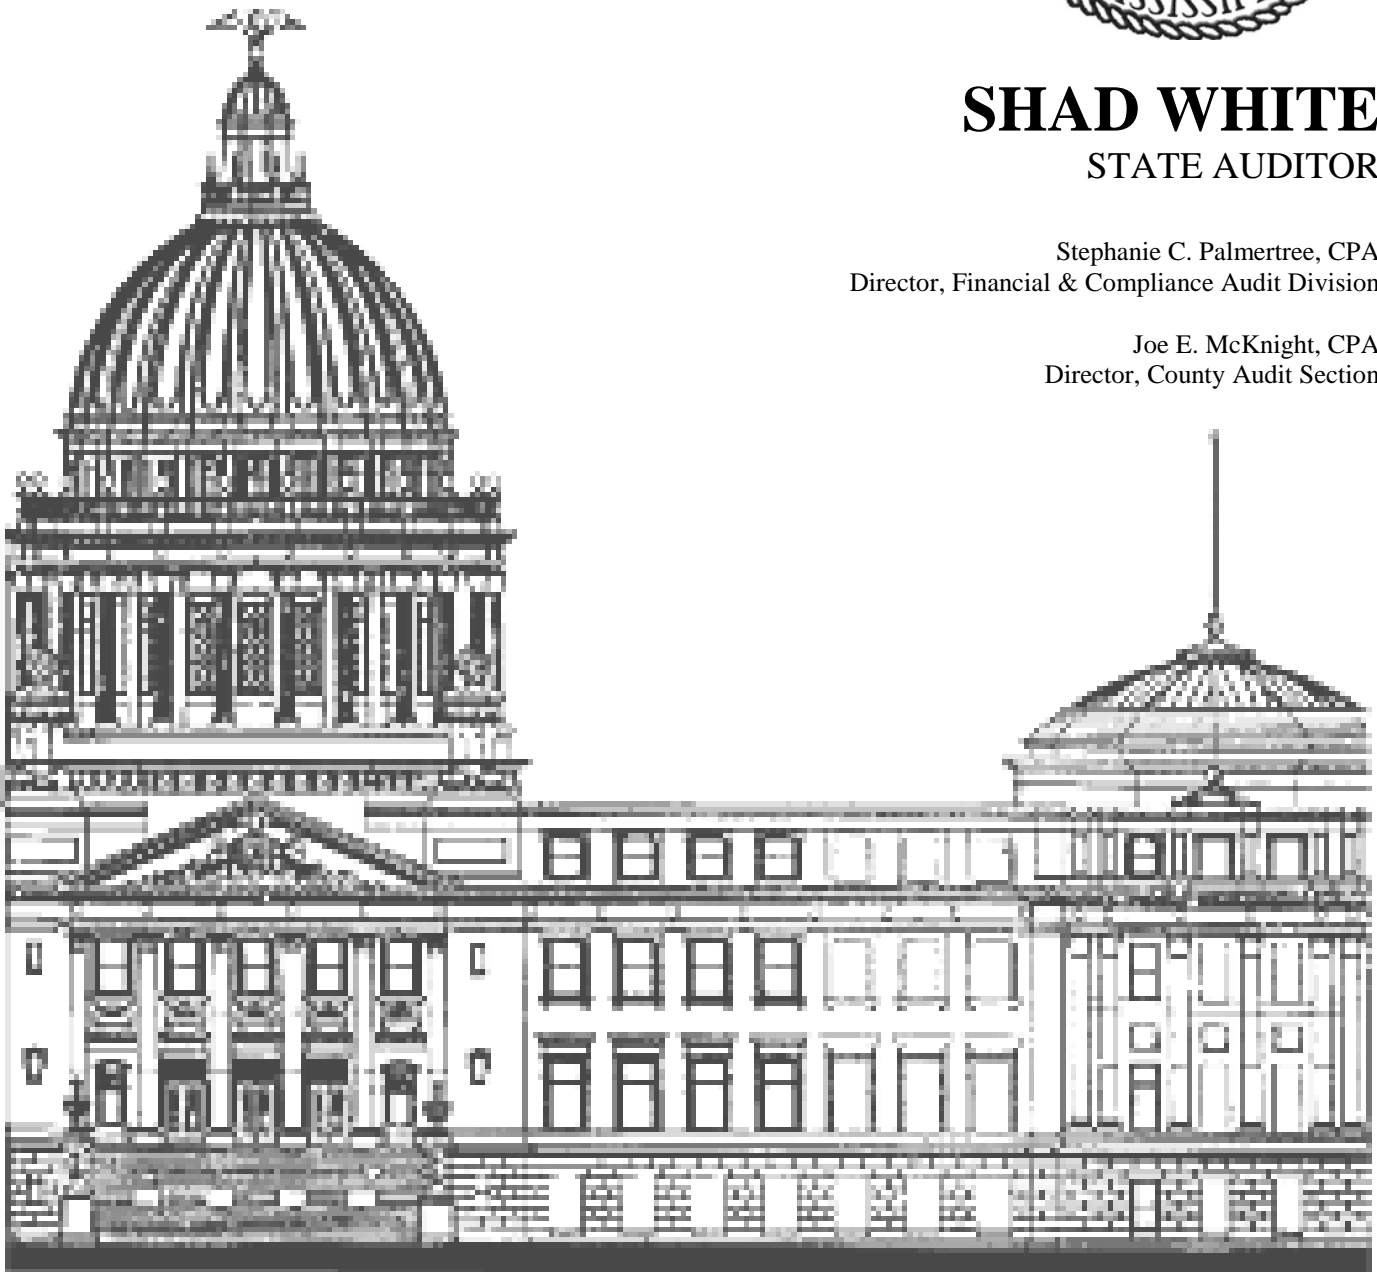 SHAD WHITE
STATE AUDITOR
Stephanie C. Palmertree, CPA
Director, Financial & Compliance Audit Division
Joe E. McKnight, CPA
Director, County Audit Section